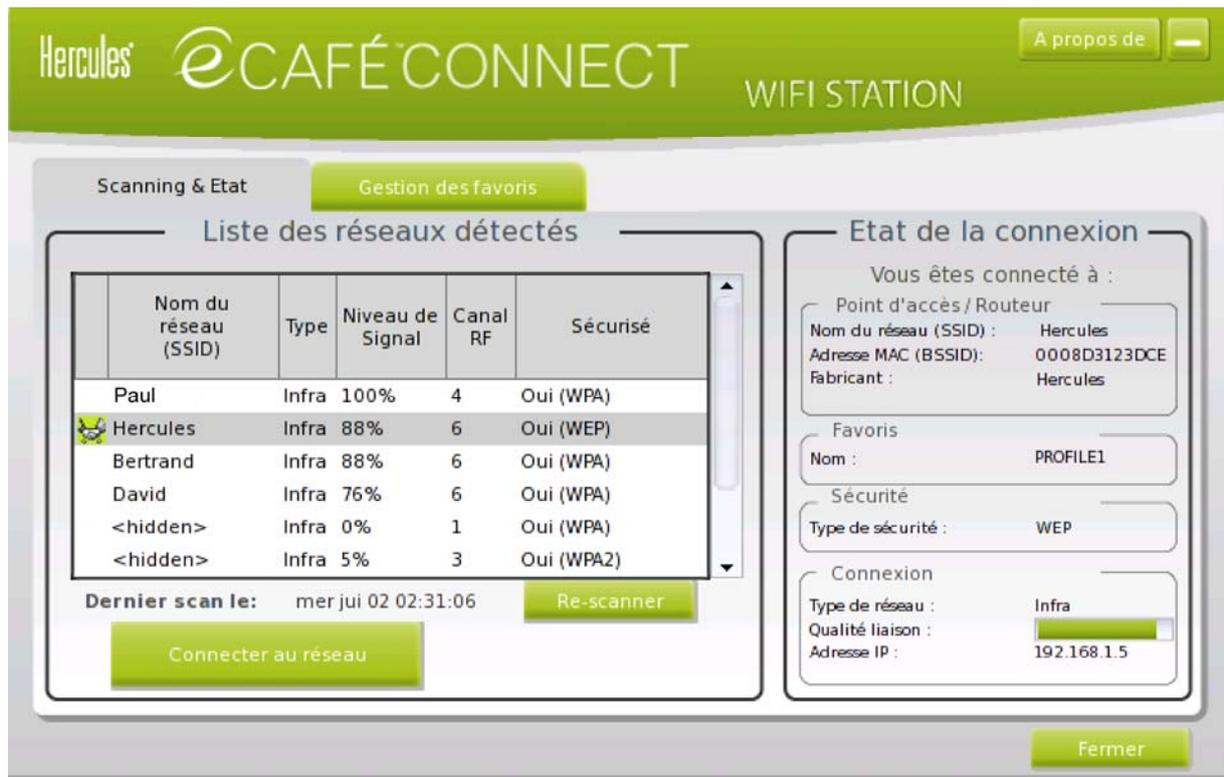 Hercules® eCAFÉ™CONNECT
WIFI STATION
A propos de
Scanning & Etat
Gestion des favoris
Liste des réseaux détectés
Nom du réseau (SSID) Type Niveau de Signal Canal RF Sécurisé
Paul Infra 100% 4 Oui (WPA)
Hercules Infra 88% 6 Oui (WEP)
Bertrand Infra 88% 6 Oui (WPA)
David Infra 76% 6 Oui (WPA)
<hidden> Infra 0% 1 Oui (WPA)
<hidden> Infra 5% 3 Oui (WPA2)
Dernier scan le: mer jui 02 02:31:06
Re-scanner
Connecter au réseau
Etat de la connexion
Vous êtes connecté à :
Point d'accès / Routeur
Nom du réseau (SSID) : Hercules
Adresse MAC (BSSID): 0008D3123DCE
Fabricant : Hercules
Favoris
Nom : PROFILE1
Sécurité
Type de sécurité : WEP
Connexion
Type de réseau : Infra
Qualité liaison :
Adresse IP : 192.168.1.5
Fermer